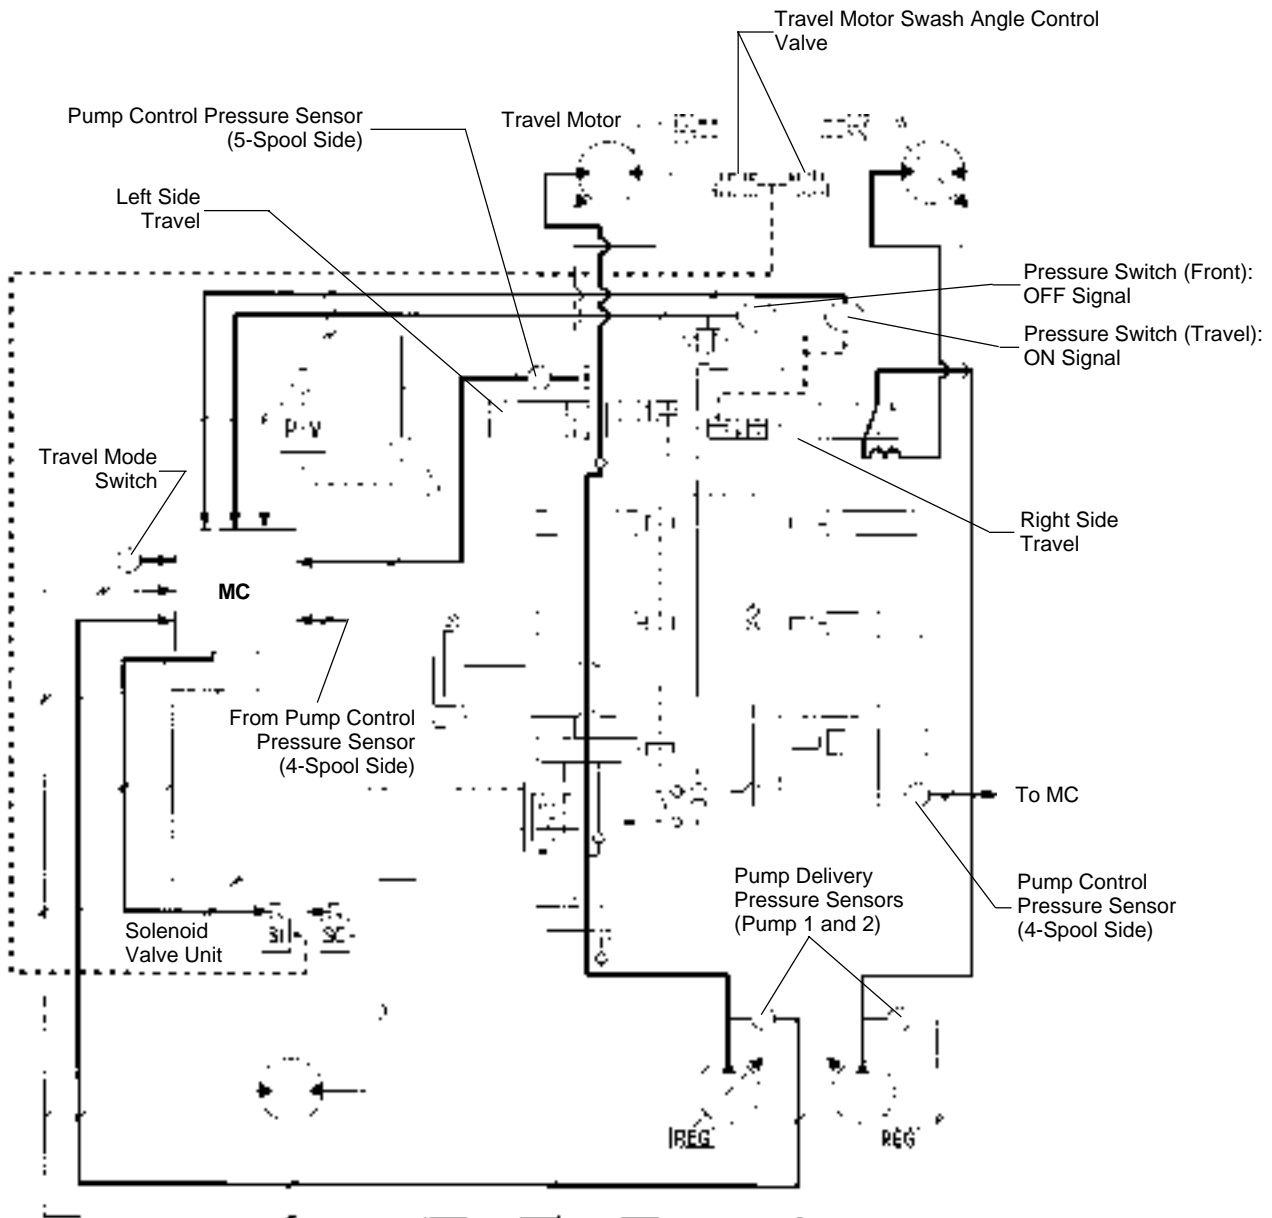 Travel Motor Swash Angle Control
Valve
Pump Control Pressure Sensor
(5-Spool Side)
Travel Motor
Left Side
Travel
Pressure Switch (Front):
OFF Signal
Pressure Switch (Travel):
ON Signal
P-V
Travel Mode
Switch
T
Right Side
Travel
MC
From Pump Control
Pressure Sensor
(4-Spool Side)
To MC
Pump Delivery
Pressure Sensors
(Pump 1 and 2)
Pump Control
Pressure Sensor
(4-Spool Side)
Solenoid
Valve Unit
SI
SC
REG
REG